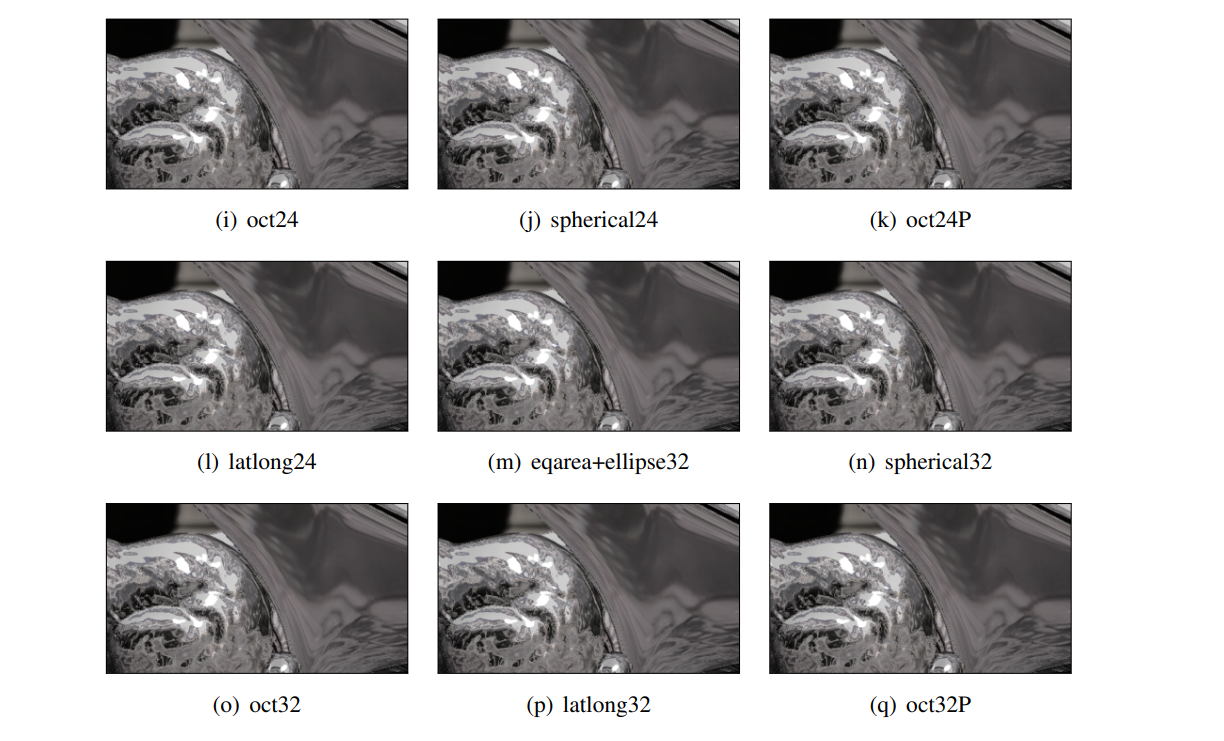 (i) oct24
(j) spherical24
(k) oct24P
(l) latlong24
(m) eqarea+ellipse32
(n) spherical32
(o) oct32
(p) latlong32
(q) oct32P